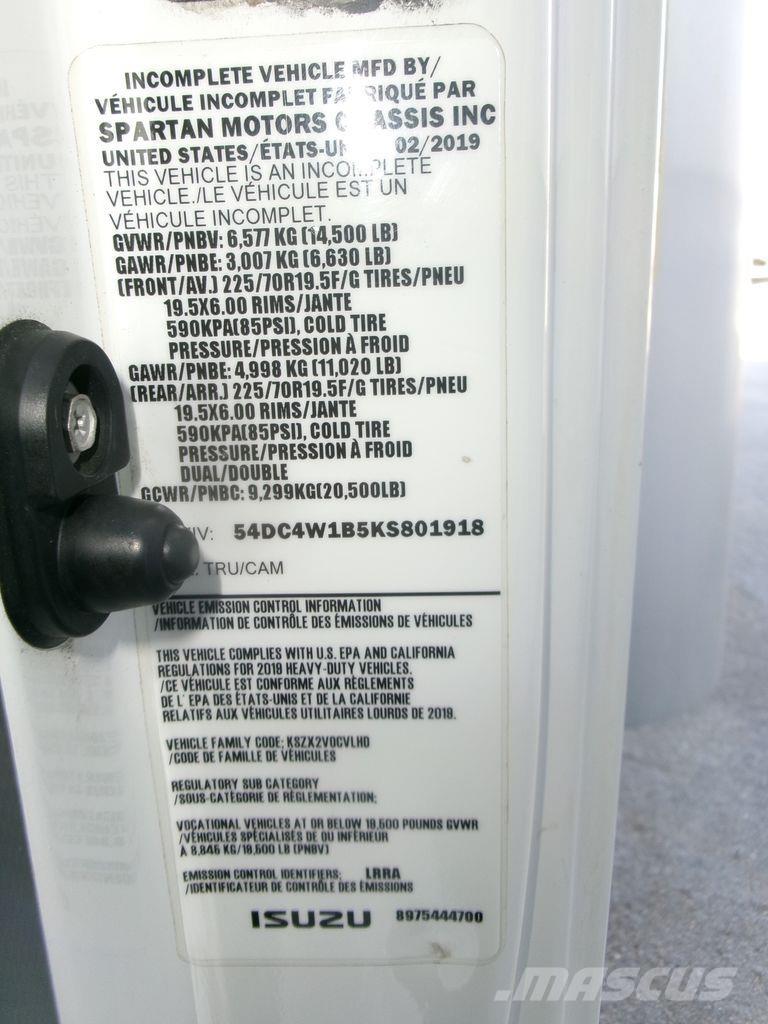 INCOMPLETE VEHICLE MFD BY/
VÉHICULE INCOMPLET FABRIQUÉ PAR
SPARTAN MOTORS CHASSIS INC
UNITED STATES/ÉTATS-UNIS 02/2019
THIS VEHICLE IS AN INCOMPLETE
VEHICLE./LE VÉHICULE EST UN
VÉHICULE INCOMPLET.
GVWR/PNBV: 6,577 KG (14,500 LB)
GAWR/PNBE: 3,007 KG (6,630 LB)
(FRONT/AV.) 225/70R19.5F/G TIRES/PNEU
19.5X6.00 RIMS/JANTE
590KPA(85PSI), COLD TIRE
PRESSURE/PRESSION À FROID
GAWR/PNBE: 4,998 KG (11,020 LB)
(REAR/ARR.) 225/70R19.5F/G TIRES/PNEU
19.5X6.00 RIMS/JANTE
590KPA(85PSI), COLD TIRE
PRESSURE/PRESSION À FROID
DUAL/DOUBLE
GCWR/PNBC: 9,299KG(20,500LB)
54DC4W1B5KS801918
TRU/CAM
VEHICLE EMISSION CONTROL INFORMATION
/INFORMATION DE CONTRÔLE DES ÉMISSIONS DE VÉHICULES
THIS VEHICLE COMPLIES WITH U.S. EPA AND CALIFORNIA
REGULATIONS FOR 2019 HEAVY-DUTY VEHICLES.
/CE VÉHICULE EST CONFORME AUX RÈGLEMENTS
DE L' EPA DES ÉTATS-UNIS ET DE LA CALIFORNIE
RELATIFS AUX VÉHICULES UTILITAIRES LOURDS DE 2019.
VEHICLE FAMILY CODE: KSZX2VOCVLHD
/CODE DE FAMILLE DE VÉHICULES
REGULATORY SUB CATEGORY
/SOUS-CATÉGORIE DE RÉGLEMENTATION:
VOCATIONAL VEHICLES AT OR BELOW 19,500 POUNDS GVWR
/VÉHICULES SPÉCIALISÉS DE OU INFÉRIEUR
À 8,845 KG/19,500 LB (PNBV)
EMISSION CONTROL IDENTIFIERS: LRRA
/IDENTIFICATEUR DE CONTRÔLE DES ÉMISSIONS
ISUZU 8975444700
MASCUS